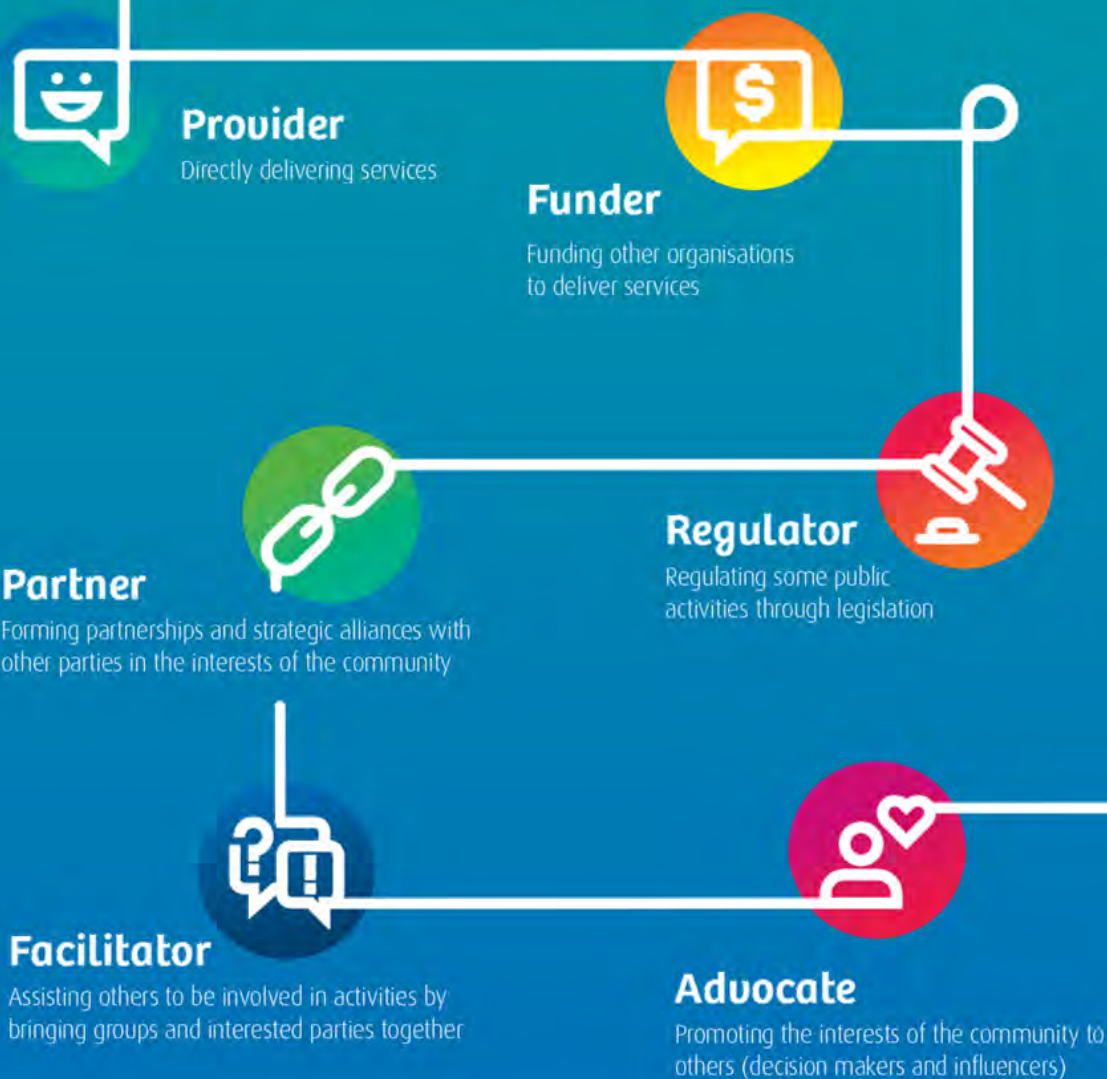 Provider
Directly delivering services
$
Funder
Funding other organisations
to deliver services
Regulator
Regulating some public
activities through legislation
Partner
Forming partnerships and strategic alliances with
other parties in the interests of the community
?
!
Facilitator
Assisting others to be involved in activities by
bringing groups and interested parties together
Advocate
Promoting the interests of the community to
others (decision makers and influencers)